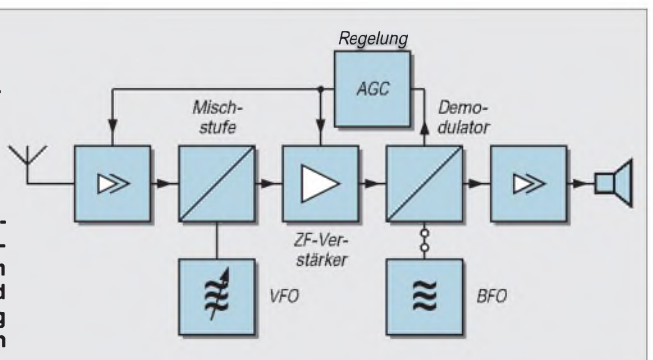 Regelung
AGC
Misch-
stufe
Demo-
dulator
ZF-Ver-
stärker
VFO
BFO